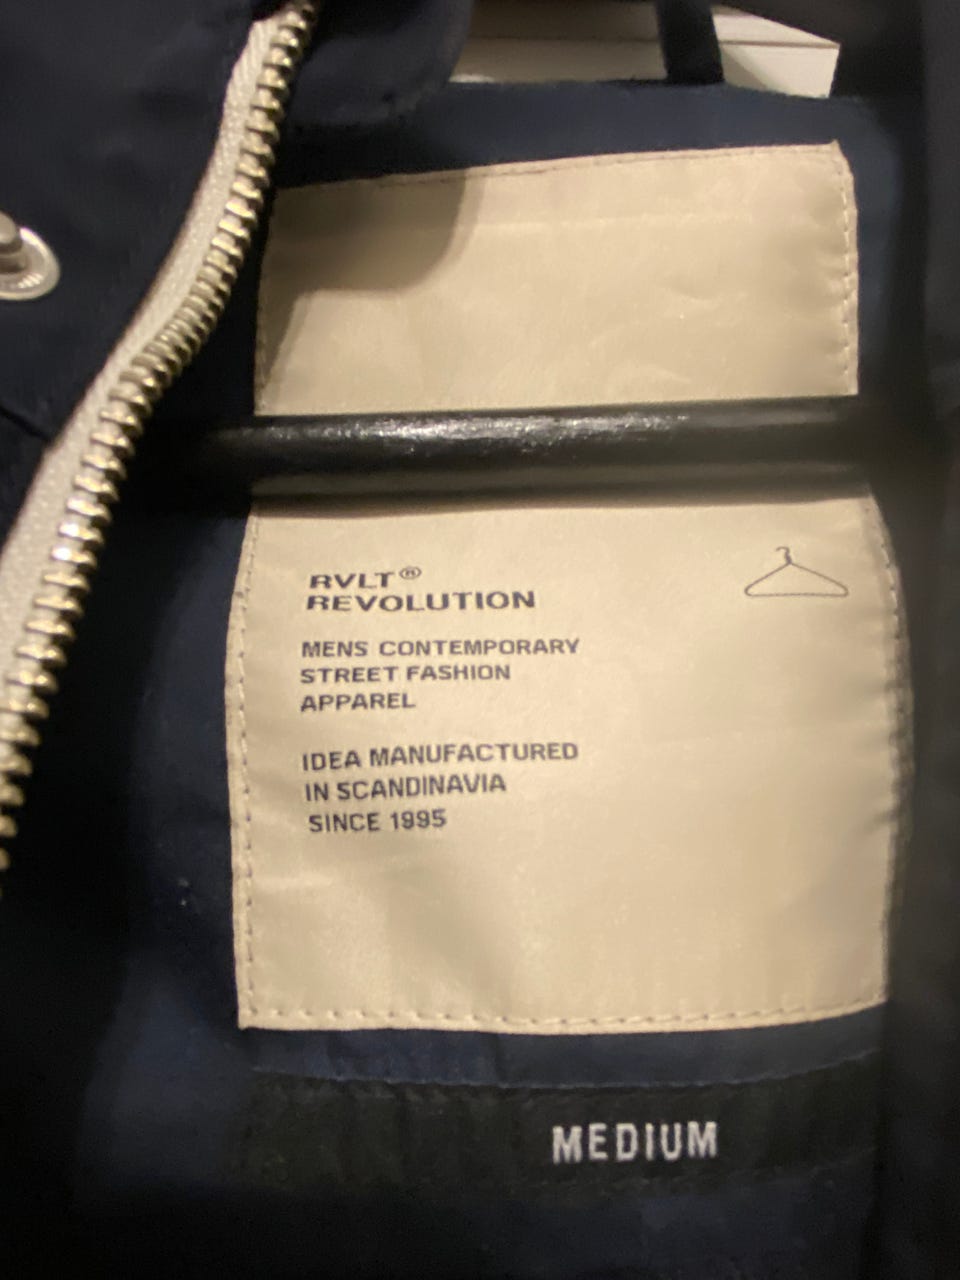 RVLT®
REVOLUTION
MENS CONTEMPORARY
STREET FASHION
APPAREL
IDEA MANUFACTURED
IN SCANDINAVIA
SINCE 1995
MEDIUM